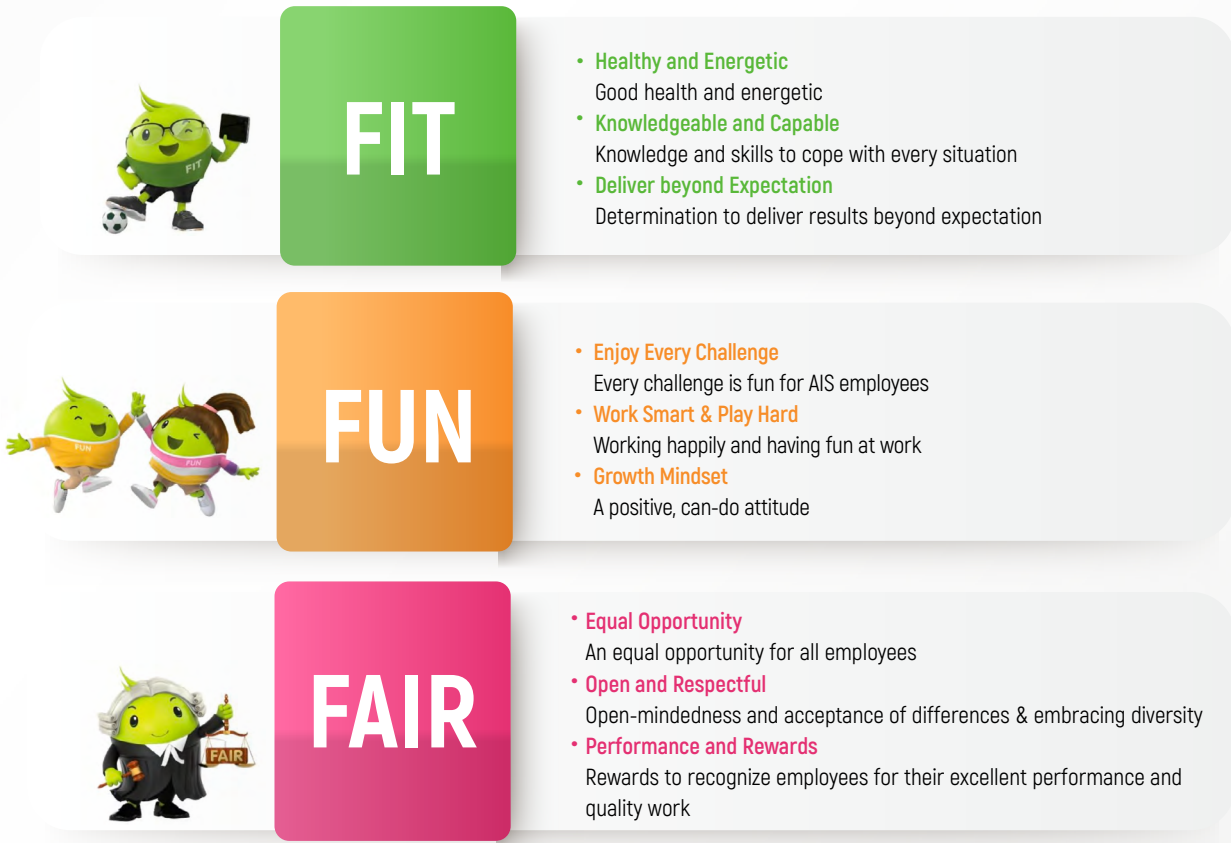 FIT
FIT
• Healthy and Energetic
Good health and energetic
• Knowledgeable and Capable
Knowledge and skills to cope with every situation
• Deliver beyond Expectation
Determination to deliver results beyond expectation
FUN
FUN
FUN
• Enjoy Every Challenge
Every challenge is fun for AIS employees
• Work Smart & Play Hard
Working happily and having fun at work
• Growth Mindset
A positive, can-do attitude
FAIR
FAIR
• Equal Opportunity
An equal opportunity for all employees
• Open and Respectful
Open-mindedness and acceptance of differences & embracing diversity
• Performance and Rewards
Rewards to recognize employees for their excellent performance and
quality work